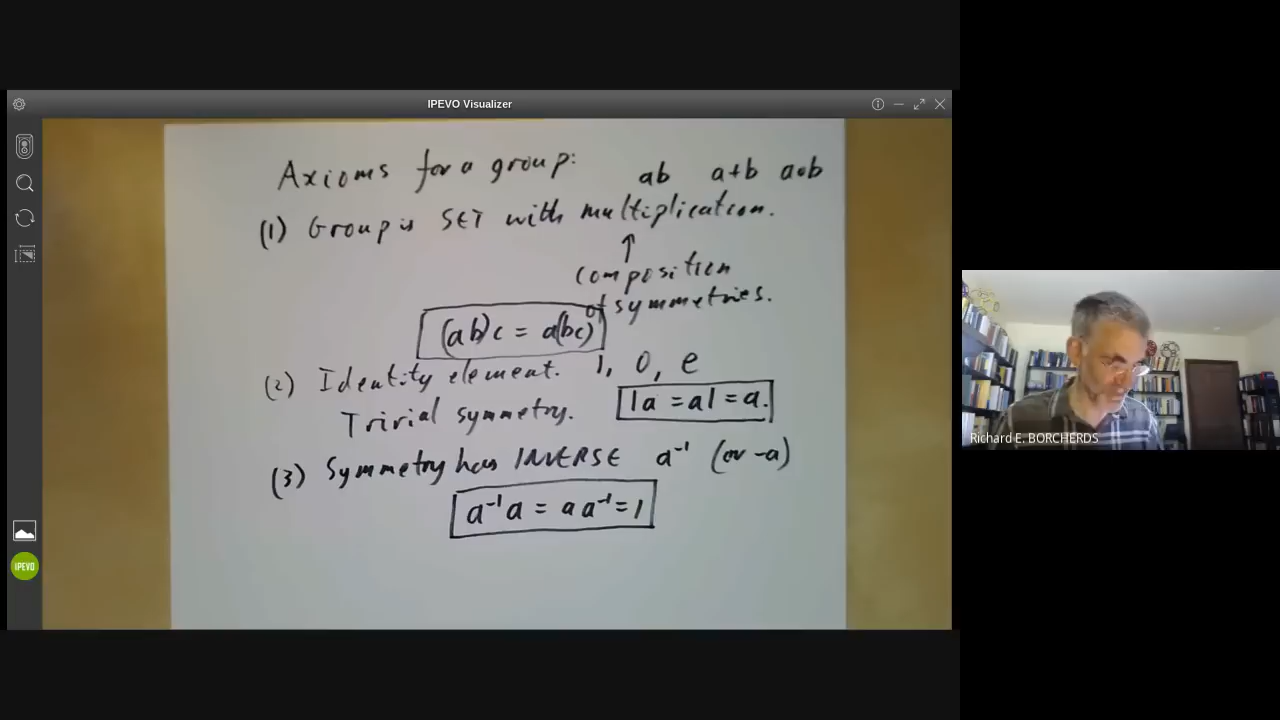 IPEVO Visualizer
Axioms for a group:
ab a+b a∘b
(1) Group is SET with multiplication.
↑
composition
of symmetries.
(ab)c = a(bc)
(2) Identity element. 1, 0, e
Trivial symmetry. 1a = a1 = a.
(3) Symmetry has INVERSE a⁻¹ (or -a)
a⁻¹a = aa⁻¹ = 1
IPEVO
Richard E. BORCHERDS